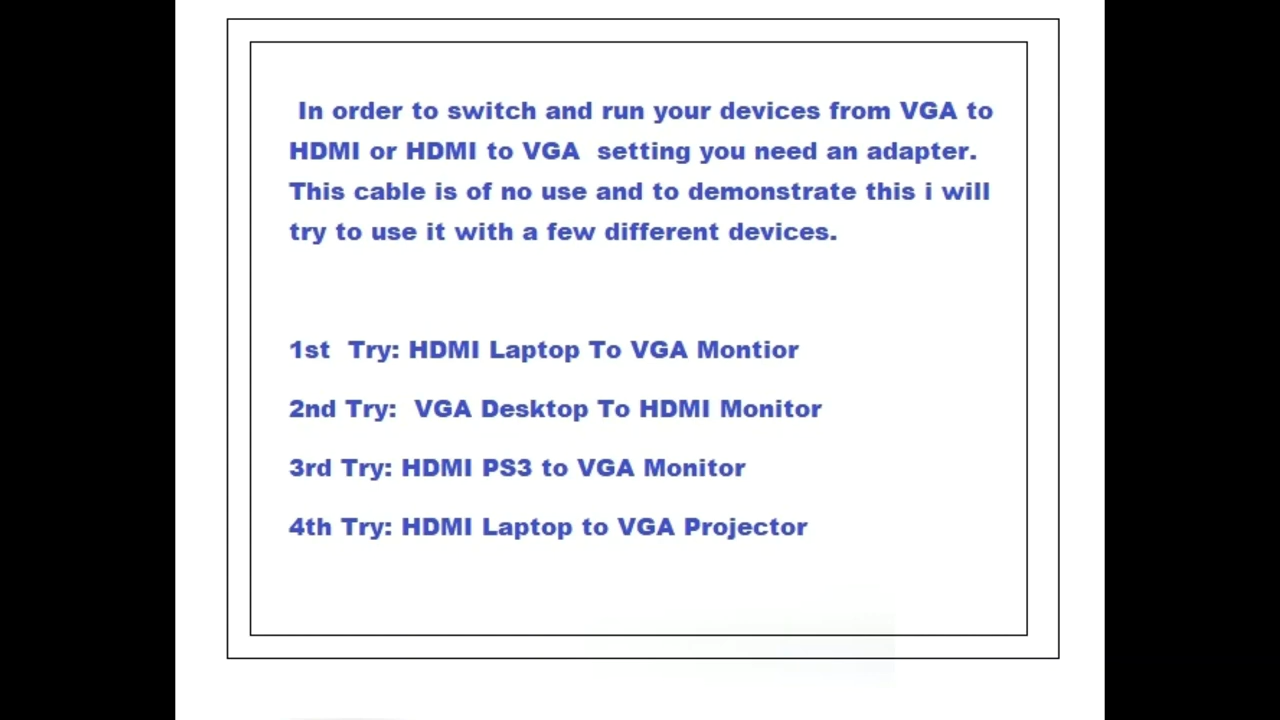 In order to switch and run your devices from VGA to
HDMI or HDMI to VGA  setting you need an adapter.
This cable is of no use and to demonstrate this i will
try to use it with a few different devices.
1st  Try: HDMI Laptop To VGA Montior
2nd Try:  VGA Desktop To HDMI Monitor
3rd Try: HDMI PS3 to VGA Monitor
4th Try: HDMI Laptop to VGA Projector